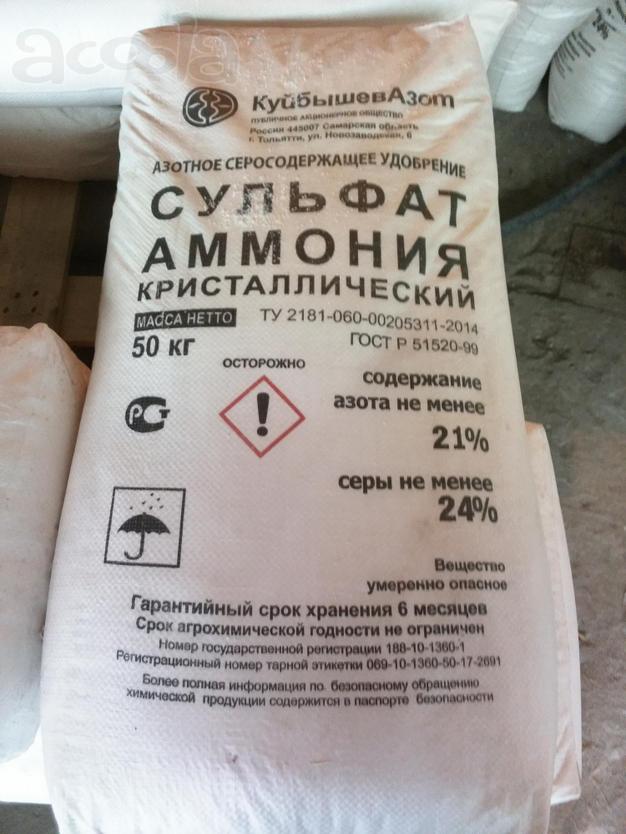 accoda
КуйбышевАзот
ПУБЛИЧНОЕ АКЦИОНЕРНОЕ ОБЩЕСТВО
Россия 445007 Самарская область
г. Тольятти, ул. Новозаводская, 6
АЗОТНОЕ СЕРОСОДЕРЖАЩЕЕ УДОБРЕНИЕ
СУЛЬФАТ
АММОНИЯ
КРИСТАЛЛИЧЕСКИЙ
МАССА НЕТТО ТУ 2181-060-00205311-2014
50 КГ ГОСТ Р 51520-99
ОСТОРОЖНО
содержание
азота не менее
21%
РСТ
серы не менее
24%
Вещество
умеренно опасное
Гарантийный срок хранения 6 месяцев
Срок агрохимической годности не ограничен
Номер государственной регистрации 188-10-1360-1
Регистрационный номер тарной этикетки 069-10-1360-50-17-2691
Более полная информация по безопасному обращению
химической продукции содержится в паспорте безопасности